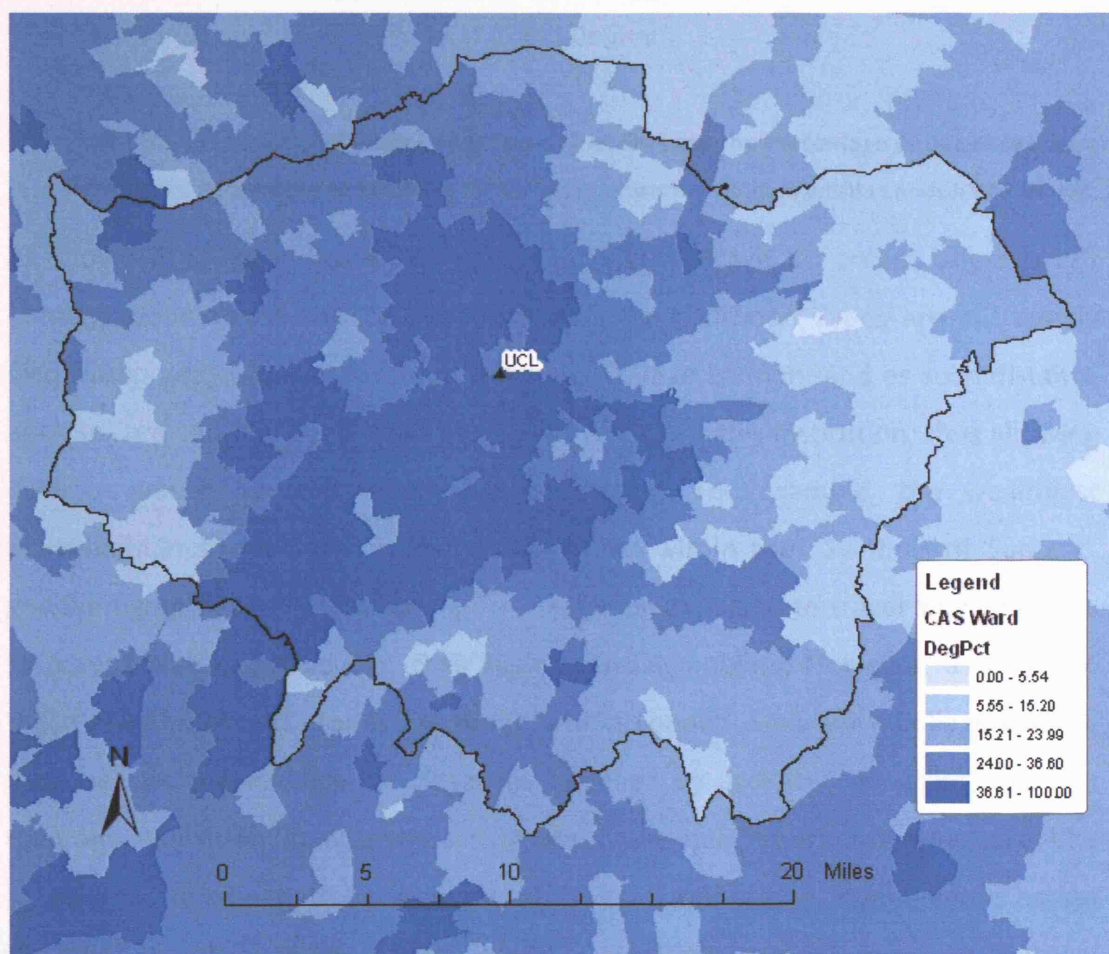 UCL
Legend
CAS Ward
DegPct
0.00 - 5.54
5.55 - 15.20
15.21 - 23.99
24.00 - 36.60
36.61 - 100.00
N
0 5 10 20 Miles